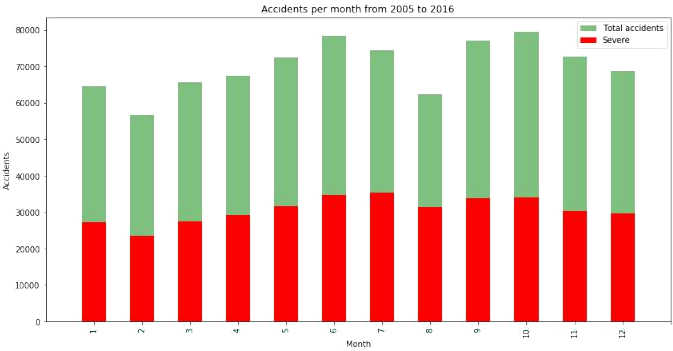 Accidents per month from 2005 to 2016
Total accidents
Severe
80000
70000
60000
50000
40000
30000
20000
10000
0
Accidents
1 2 3 4 5 6 7 8 9 10 11 12
Month